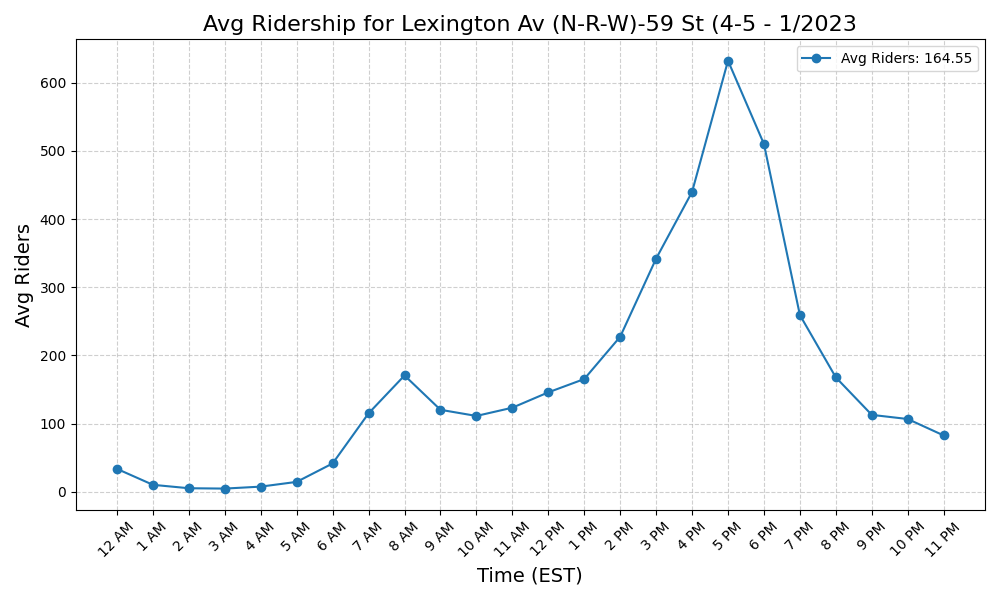 Avg Ridership for Lexington Av (N-R-W)-59 St (4-5 - 1/2023
Avg Riders: 164.55
Avg Riders
600
500
400
300
200
100
0
12 AM
1 AM
2 AM
3 AM
4 AM
5 AM
6 AM
7 AM
8 AM
9 AM
10 AM
11 AM
12 PM
1 PM
2 PM
3 PM
4 PM
5 PM
6 PM
7 PM
8 PM
9 PM
10 PM
11 PM
Time (EST)